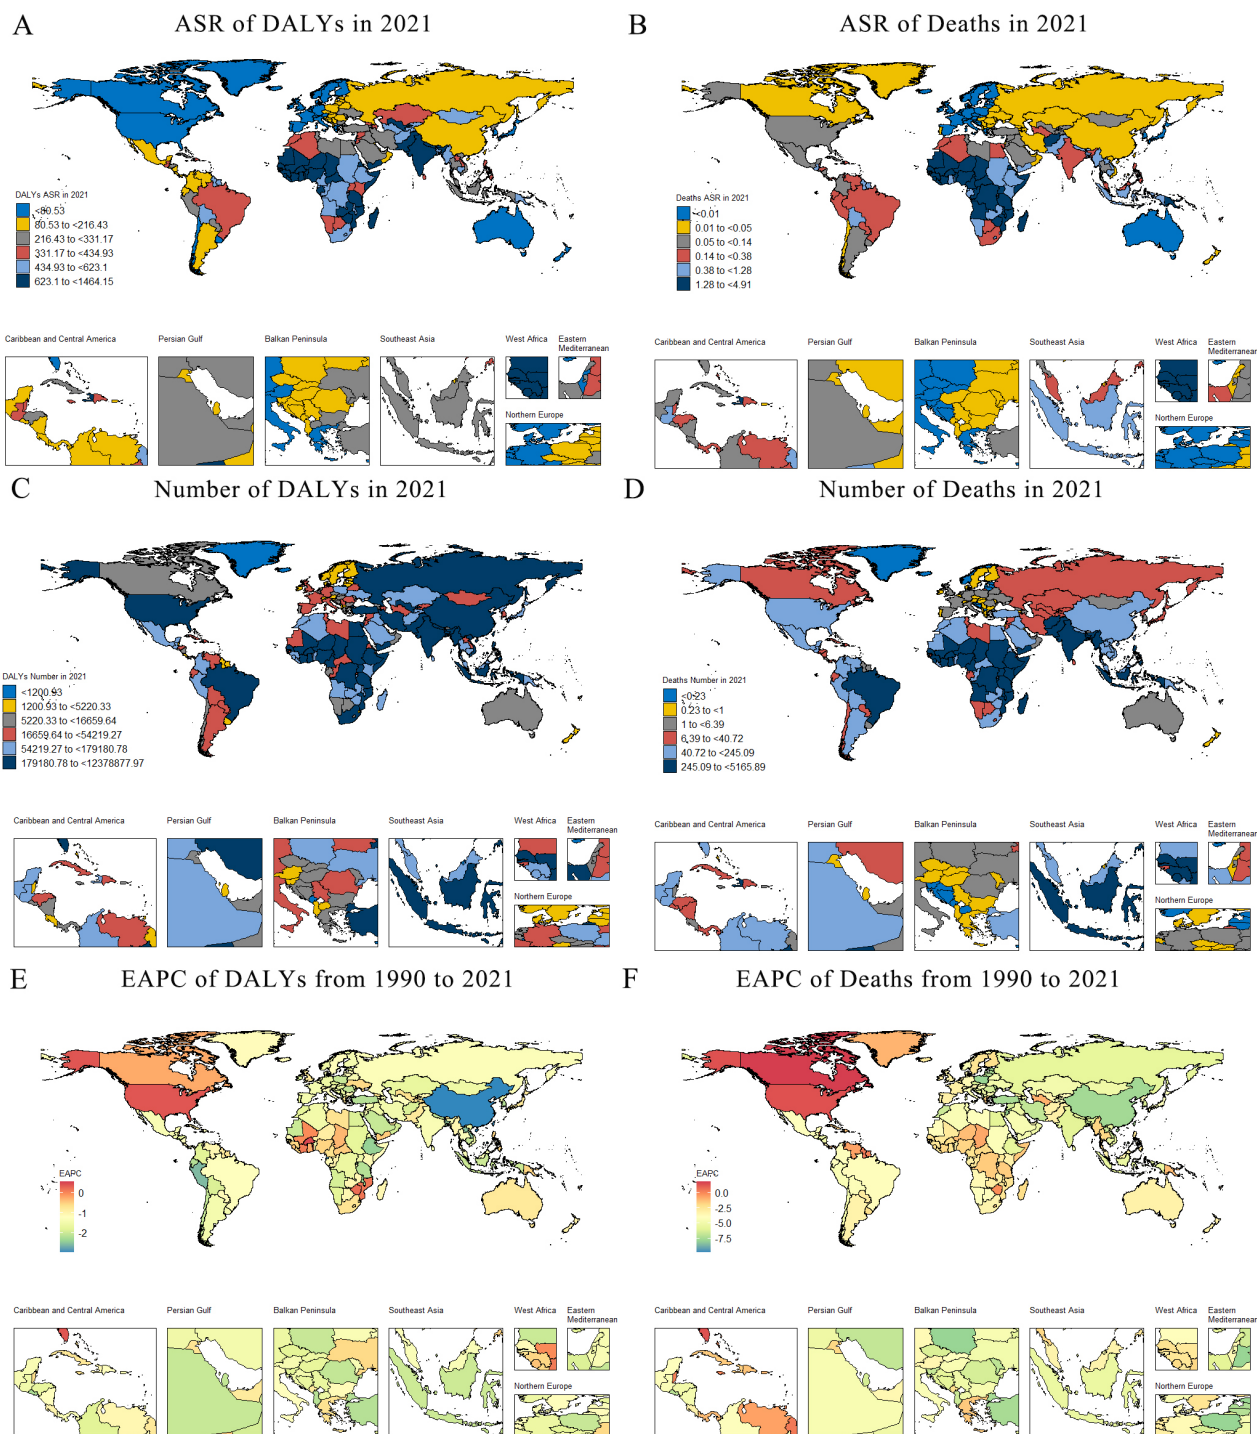 A
ASR of DALYs in 2021
DALYs ASR in 2021
<80.53
80.53 to <216.43
216.43 to <331.17
331.17 to <434.93
434.93 to <623.1
623.1 to <1464.15
Caribbean and Central America
Persian Gulf
Balkan Peninsula
Southeast Asia
West Africa
Eastern
Mediterranean
Northern Europe
B
ASR of Deaths in 2021
Deaths ASR in 2021
<0.01
0.01 to <0.05
0.05 to <0.14
0.14 to <0.38
0.38 to <1.28
1.28 to <4.91
Caribbean and Central America
Persian Gulf
Balkan Peninsula
Southeast Asia
West Africa
Eastern
Mediterranean
Northern Europe
C
Number of DALYs in 2021
DALYs Number in 2021
<1200.93
1200.93 to <5220.33
5220.33 to <16659.64
16659.64 to <54219.27
54219.27 to <179180.78
179180.78 to <12378877.97
Caribbean and Central America
Persian Gulf
Balkan Peninsula
Southeast Asia
West Africa
Eastern
Mediterranean
Northern Europe
D
Number of Deaths in 2021
Deaths Number in 2021
<0.23
0.23 to <1
1 to <6.39
6.39 to <40.72
40.72 to <245.09
245.09 to <5165.89
Caribbean and Central America
Persian Gulf
Balkan Peninsula
Southeast Asia
West Africa
Eastern
Mediterranean
Northern Europe
E
EAPC of DALYs from 1990 to 2021
EAPC
0
-1
-2
Caribbean and Central America
Persian Gulf
Balkan Peninsula
Southeast Asia
West Africa
Eastern
Mediterranean
Northern Europe
F
EAPC of Deaths from 1990 to 2021
EAPC
0.0
-2.5
-5.0
-7.5
Caribbean and Central America
Persian Gulf
Balkan Peninsula
Southeast Asia
West Africa
Eastern
Mediterranean
Northern Europe